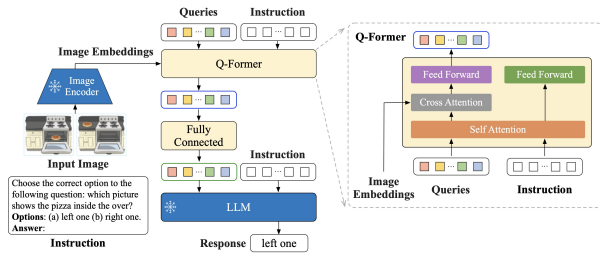 Queries
Instruction
Image Embeddings
Q-Former
Image
Encoder
Input Image
Fully
Connected
Instruction
Choose the correct option to the
following question: which picture
shows the pizza inside the over?
Options: (a) left one (b) right one.
Answer:
Instruction
LLM
Response
left one
Q-Former
Feed Forward
Feed Forward
Cross Attention
Self Attention
Image
Embeddings
Queries
Instruction